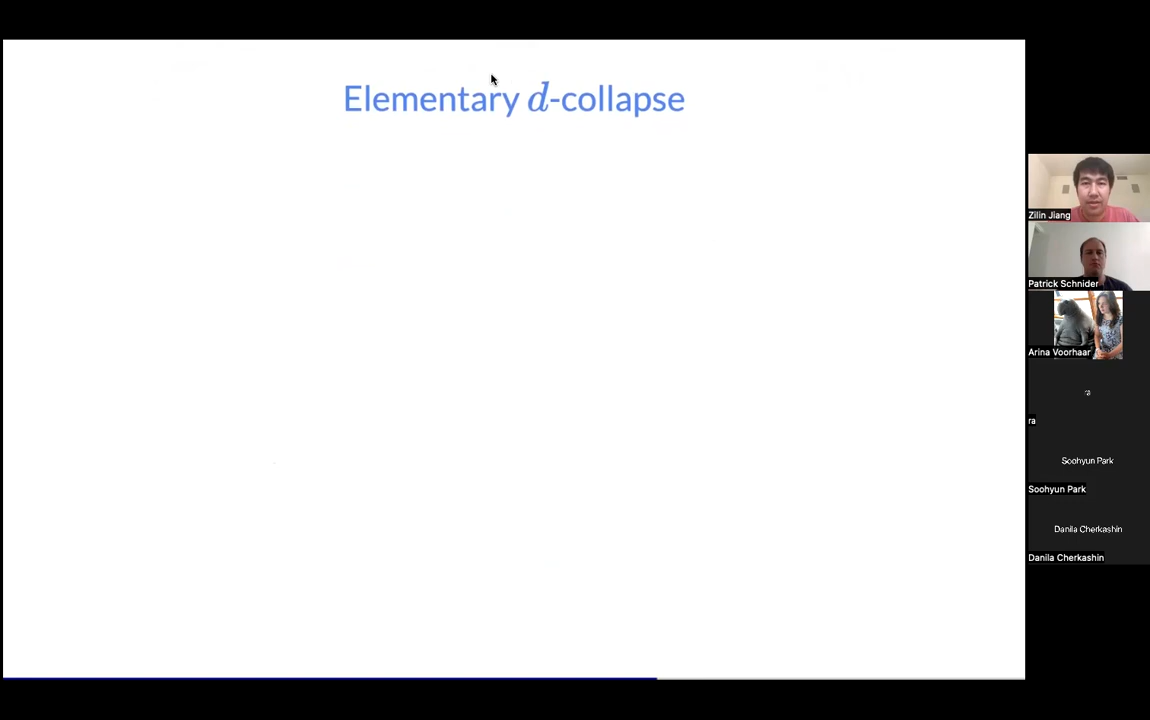 Elementary d-collapse
Zilin Jiang
Patrick Schnider
Arina Voorhaar
ra
Soohyun Park
Soohyun Park
Danila Cherkashin
Danila Cherkashin